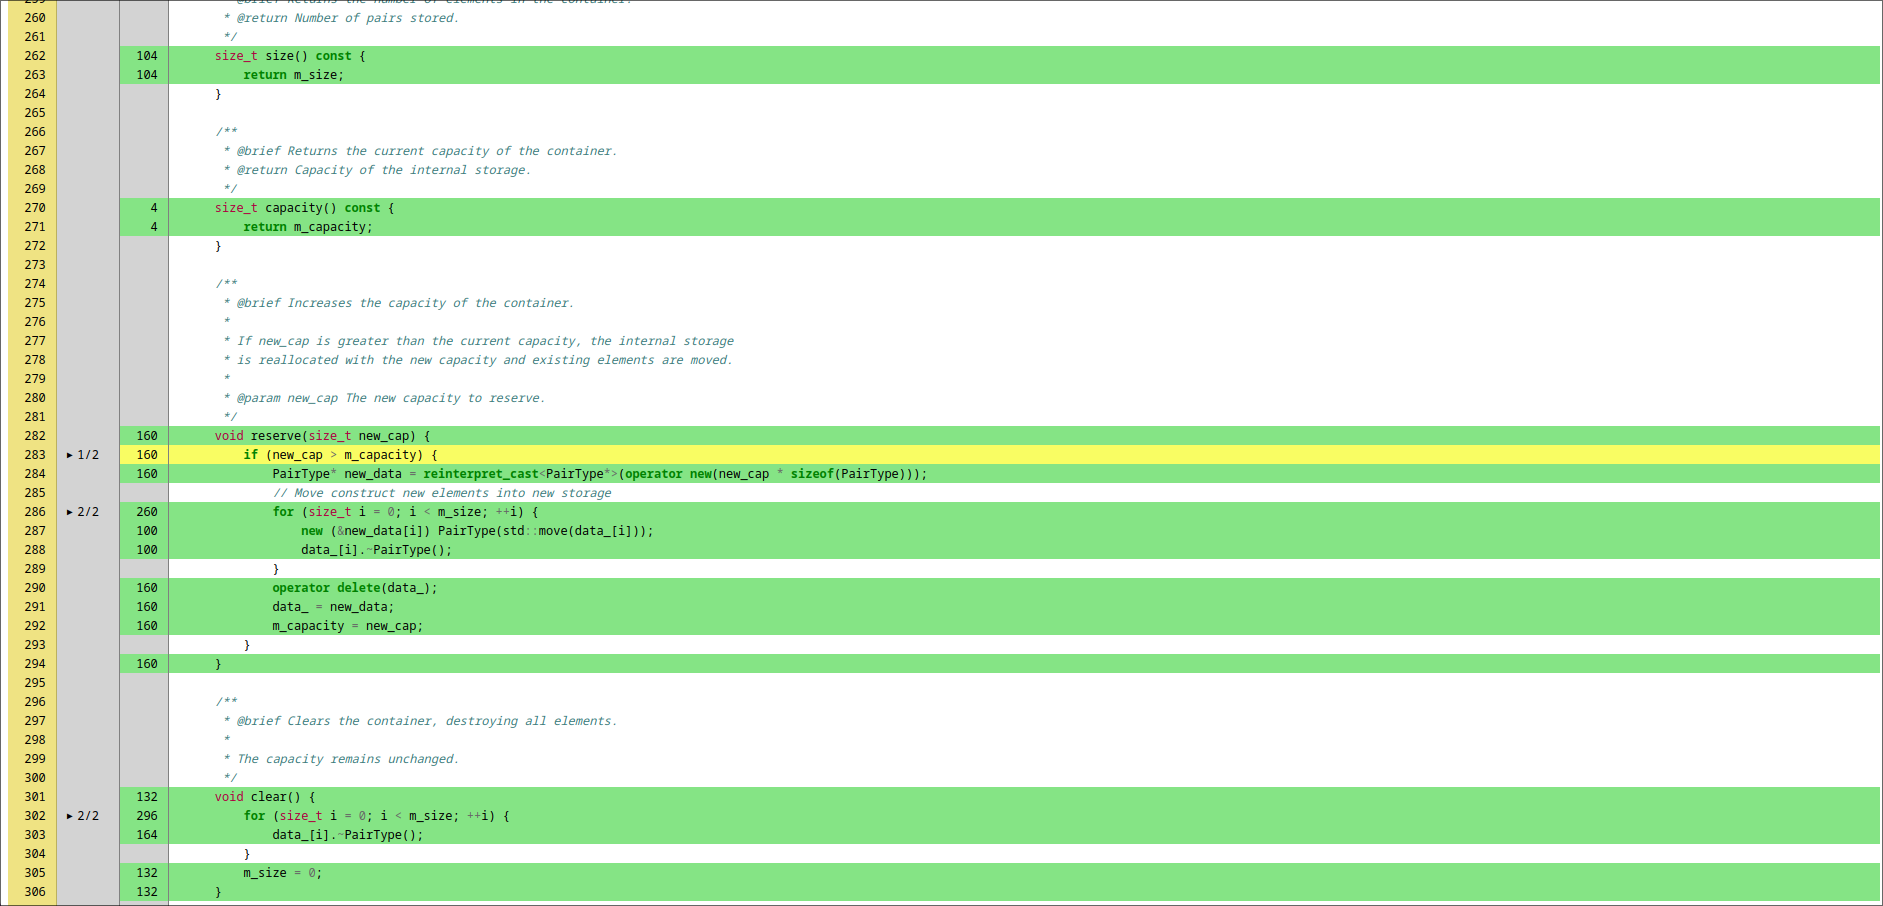 259 * @brief Retains the number of elements in the container.
260 * @return Number of pairs stored.
261 */
262 104 size_t size() const {
263 104 return m_size;
264 }
265
266 /**
267 * @brief Returns the current capacity of the container.
268 * @return Capacity of the internal storage.
269 */
270 4 size_t capacity() const {
271 4 return m_capacity;
272 }
273
274 /**
275 * @brief Increases the capacity of the container.
276 *
277 * If new_cap is greater than the current capacity, the internal storage
278 * is reallocated with the new capacity and existing elements are moved.
279 *
280 * @param new_cap The new capacity to reserve.
281 */
282 160 void reserve(size_t new_cap) {
283 ▶ 1/2 160 if (new_cap > m_capacity) {
284 160 PairType* new_data = reinterpret_cast<PairType*>(operator new(new_cap * sizeof(PairType)));
285 // Move construct new elements into new storage
286 ▶ 2/2 260 for (size_t i = 0; i < m_size; ++i) {
287 100 new (&new_data[i]) PairType(std::move(data_[i]));
288 100 data_[i].~PairType();
289 }
290 160 operator delete(data_);
291 160 data_ = new_data;
292 160 m_capacity = new_cap;
293 }
294 160 }
295
296 /**
297 * @brief Clears the container, destroying all elements.
298 *
299 * The capacity remains unchanged.
300 */
301 132 void clear() {
302 ▶ 2/2 296 for (size_t i = 0; i < m_size; ++i) {
303 164 data_[i].~PairType();
304 }
305 132 m_size = 0;
306 132 }